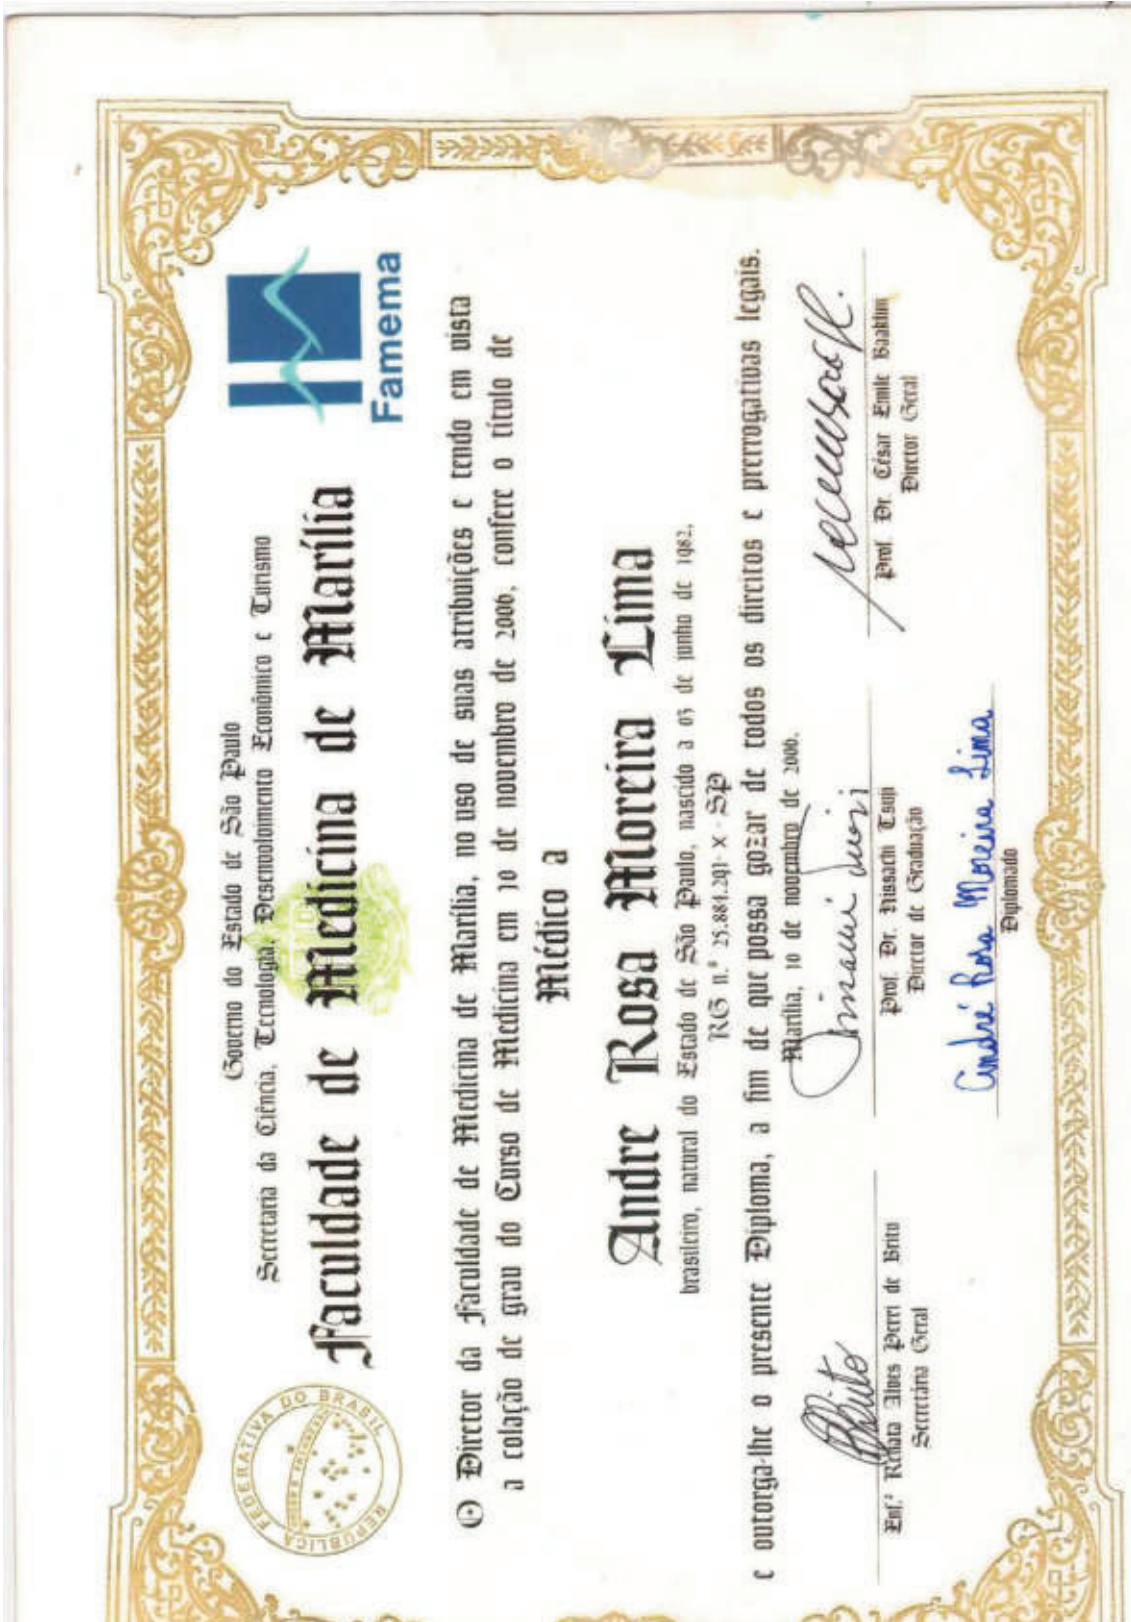 Governo do Estado de São Paulo
Secretaria da Ciência, Tecnologia, Desenvolvimento Econômico e Turismo
Faculdade de Medicina de Marília
REPÚBLICA FEDERATIVA DO BRASIL
Famema
O Diretor da Faculdade de Medicina de Marília, no uso de suas atribuições e tendo em vista
a colação de grau do Curso de Medicina em 10 de novembro de 2006, confere o título de
Médico a
Andre Rosa Moreira Lima
brasileiro, natural do Estado de São Paulo, nascido a 03 de junho de 1982,
RG n.º 25.884.291-X - SP
e outorga-lhe o presente Diploma, a fim de que possa gozar de todos os direitos e prerrogativas legais.
Marília, 10 de novembro de 2006.
Enf.ª Renata Alves Perri de Brito
Secretária Geral
Prof. Dr. Hissachi Tsuji
Diretor de Graduação
Prof. Dr. César Emile Baaklini
Diretor Geral
André Rosa Moreira Lima
Diplomado